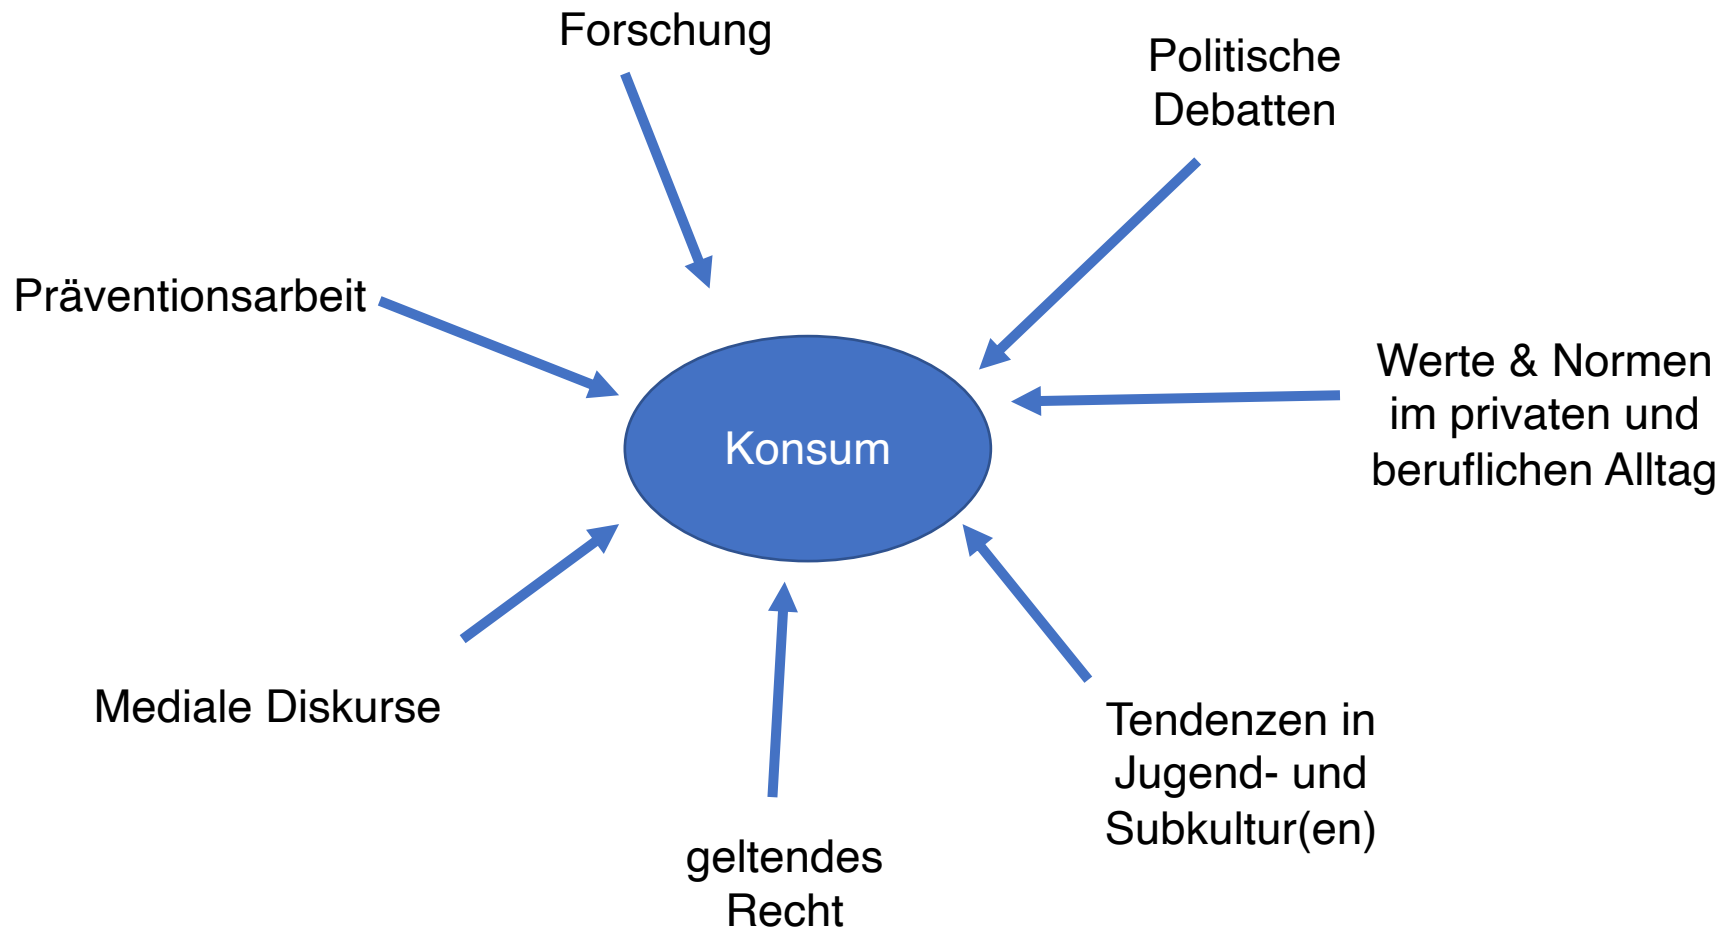 Forschung
Politische
Debatten
Präventionsarbeit
Werte & Normen
im privaten und
beruflichen Alltag
Konsum
Mediale Diskurse
Tendenzen in
Jugend- und
Subkultur(en)
geltendes
Recht